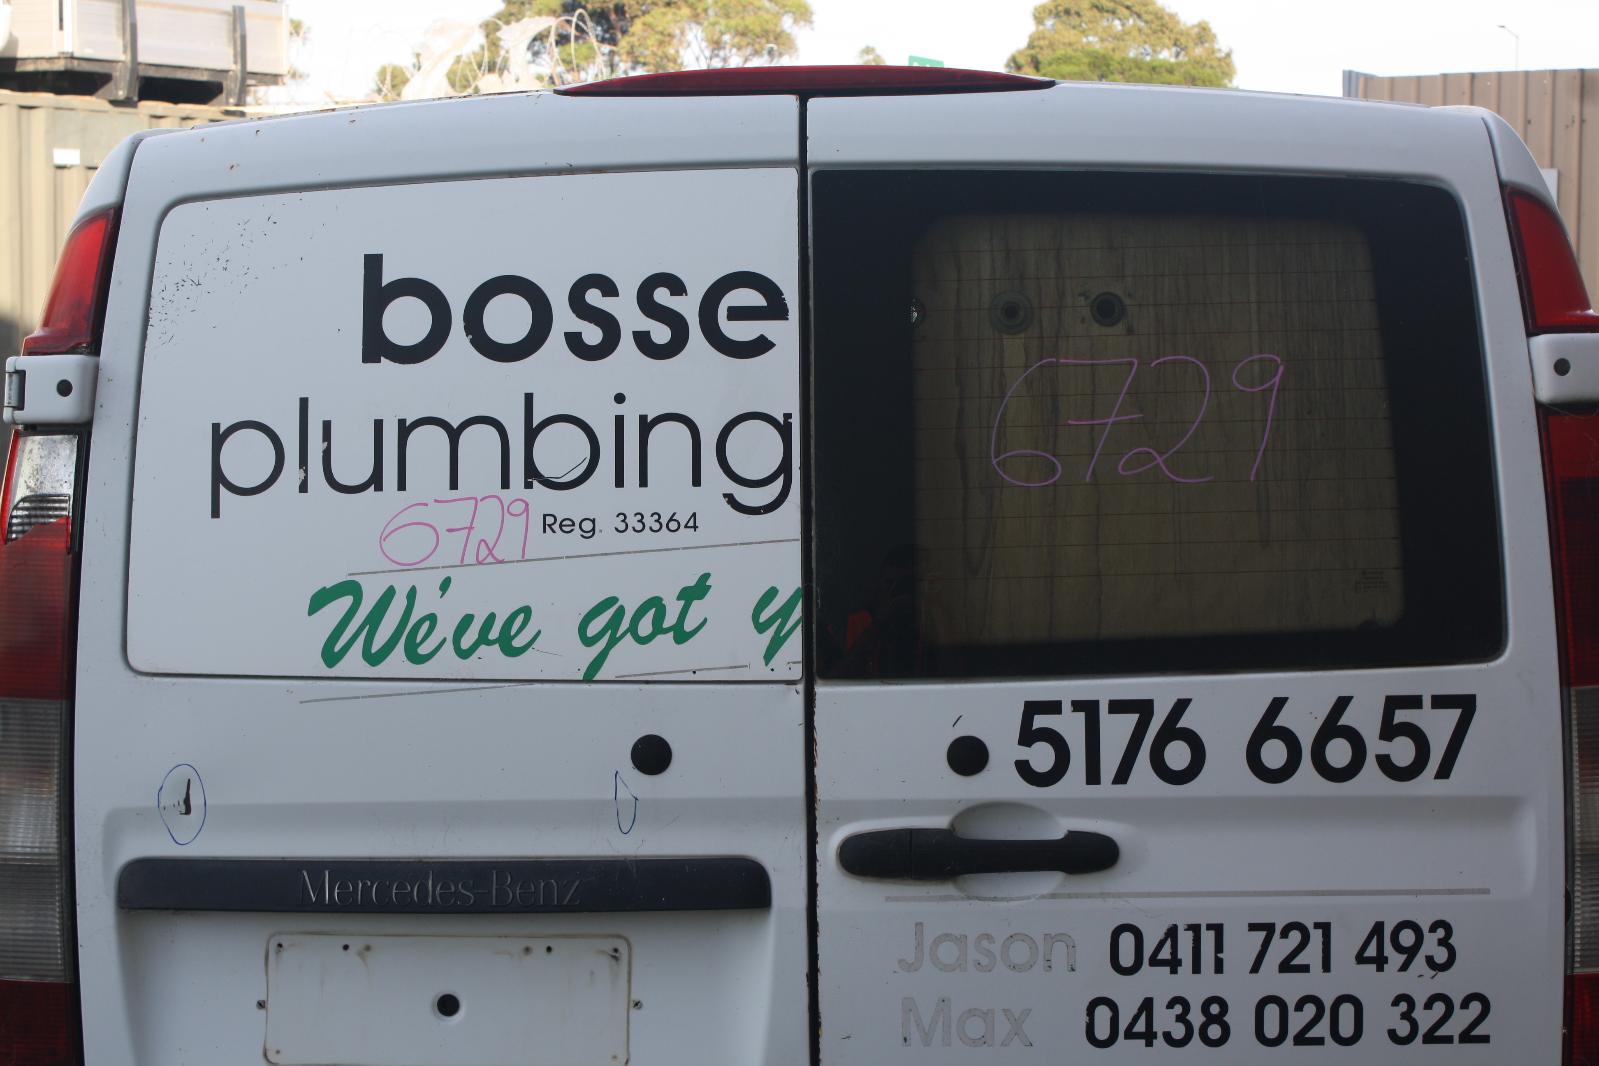 bosse
plumbing
6729 Reg. 33364
We've got y
6729
5176 6657
Mercedes-Benz
Jason 0411 721 493
Max 0438 020 322